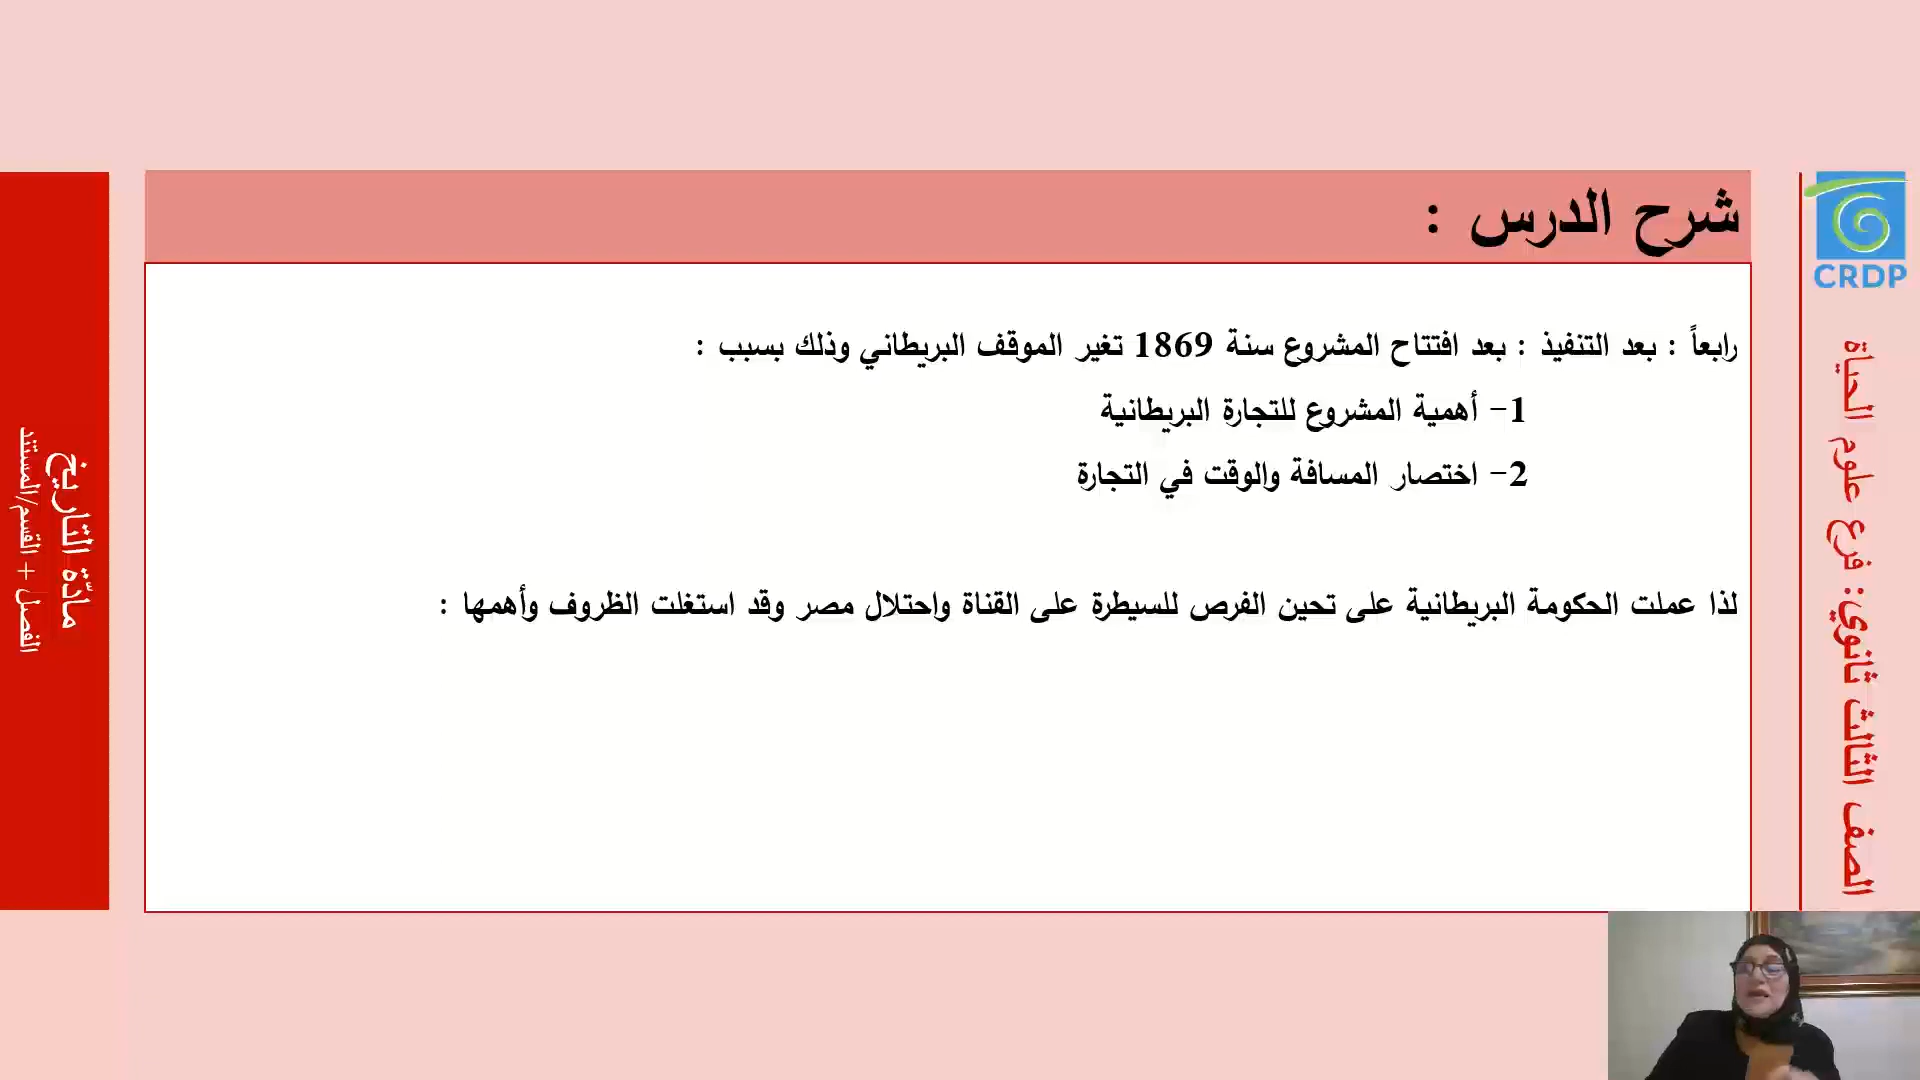 شرح الدرس :
رابعاً : بعد التنفيذ : بعد افتتاح المشروع سنة 1869 تغير الموقف البريطاني وذلك بسبب :
1- أهمية المشروع للتجارة البريطانية
2- اختصار المسافة والوقت في التجارة
لذا عملت الحكومة البريطانية على تحين الفرص للسيطرة على القناة واحتلال مصر وقد استغلت الظروف وأهمها :
CRDP
الصف الثالث ثانوي: فرع علوم الحياة
مادّة التاريخ
الفصل + القسم/المستند